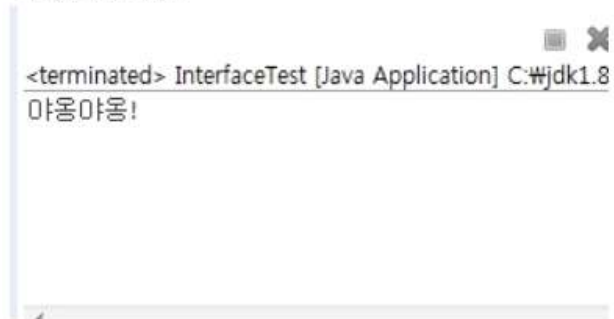 <terminated> InterfaceTest [Java Application] C:₩jdk1.8
야옹야옹!